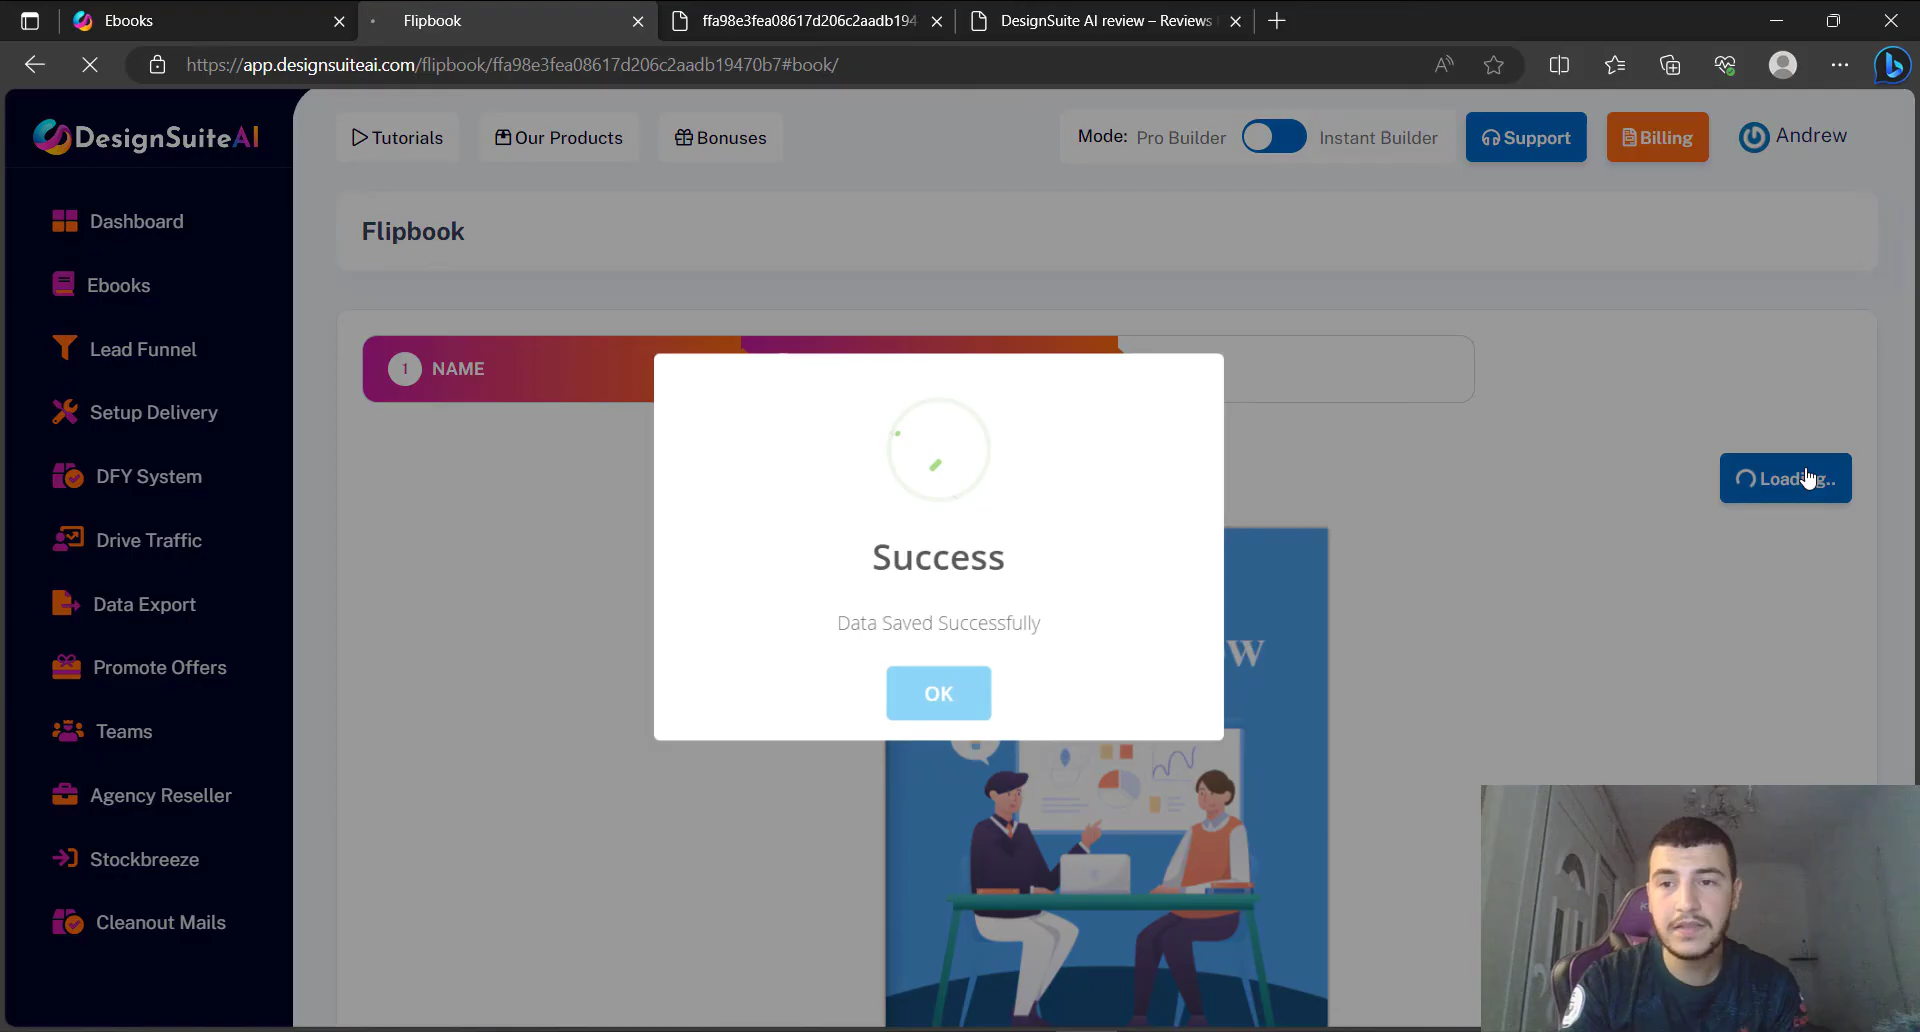 Ebooks
Flipbook
ffa98e3fea08617d206c2aadb194
DesignSuite AI review – Reviews
https://app.designsuiteai.com/flipbook/ffa98e3fea08617d206c2aadb19470b7#book/
DesignSuiteAI
Tutorials
Our Products
Bonuses
Mode: Pro Builder
Instant Builder
Support
Billing
Andrew
Dashboard
Ebooks
Lead Funnel
Setup Delivery
DFY System
Drive Traffic
Data Export
Promote Offers
Teams
Agency Reseller
Stockbreeze
Cleanout Mails
Flipbook
1 NAME
Success
Data Saved Successfully
OK